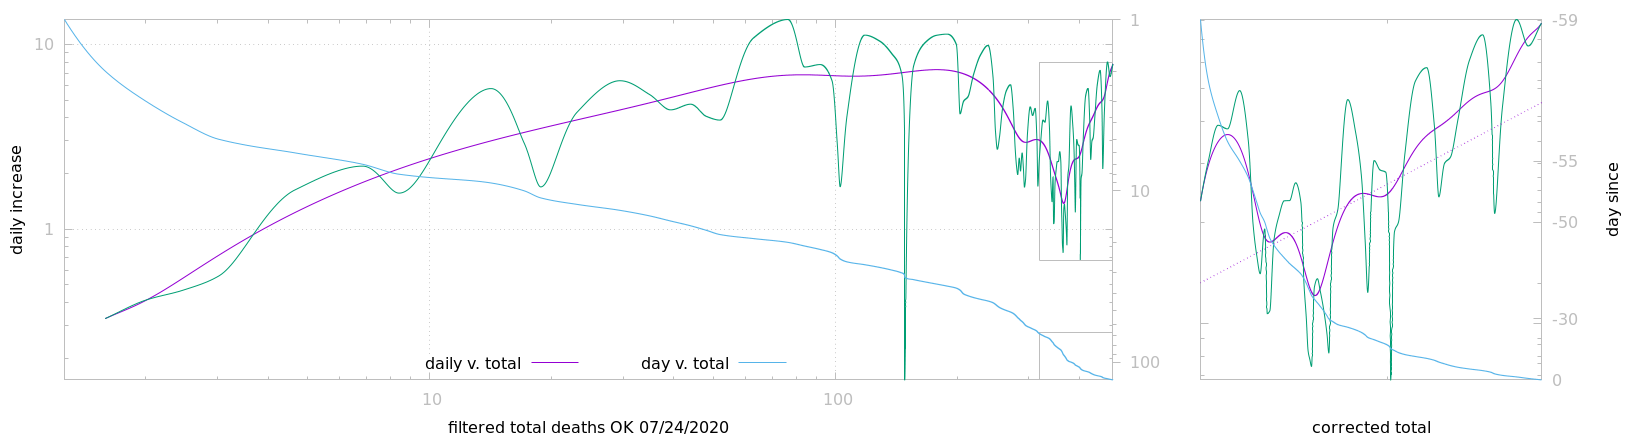 10
1
daily increase
daily v. total
day v. total
10
100
filtered total deaths OK 07/24/2020
1
10
100
-59
-55
-50
-30
0
day since
corrected total